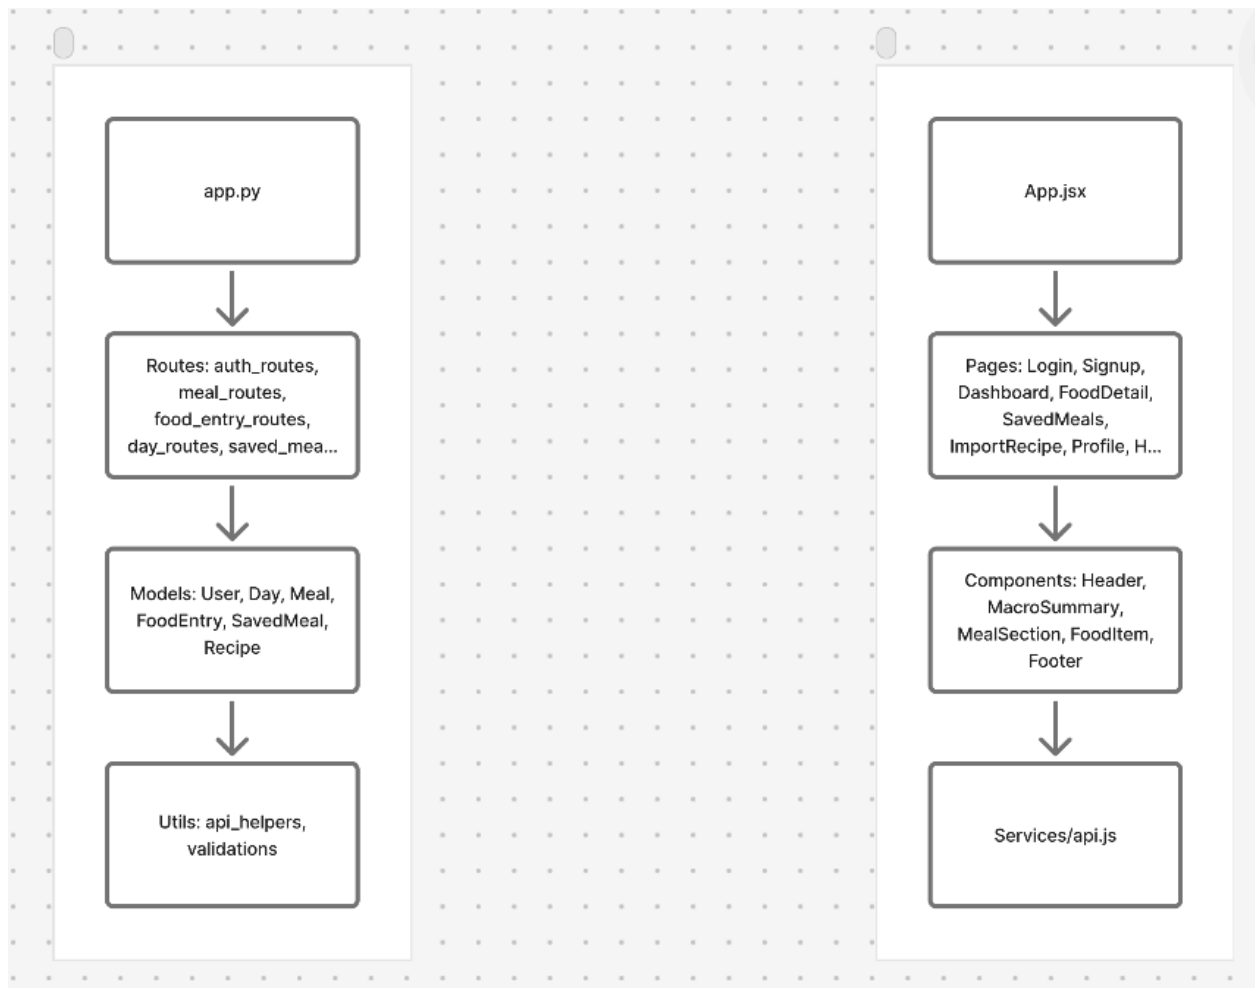 app.py
Routes: auth_routes,
meal_routes,
food_entry_routes,
day_routes, saved_mea...
Models: User, Day, Meal,
FoodEntry, SavedMeal,
Recipe
Utils: api_helpers,
validations
App.jsx
Pages: Login, Signup,
Dashboard, FoodDetail,
SavedMeals,
ImportRecipe, Profile, H...
Components: Header,
MacroSummary,
MealSection, FoodItem,
Footer
Services/api.js